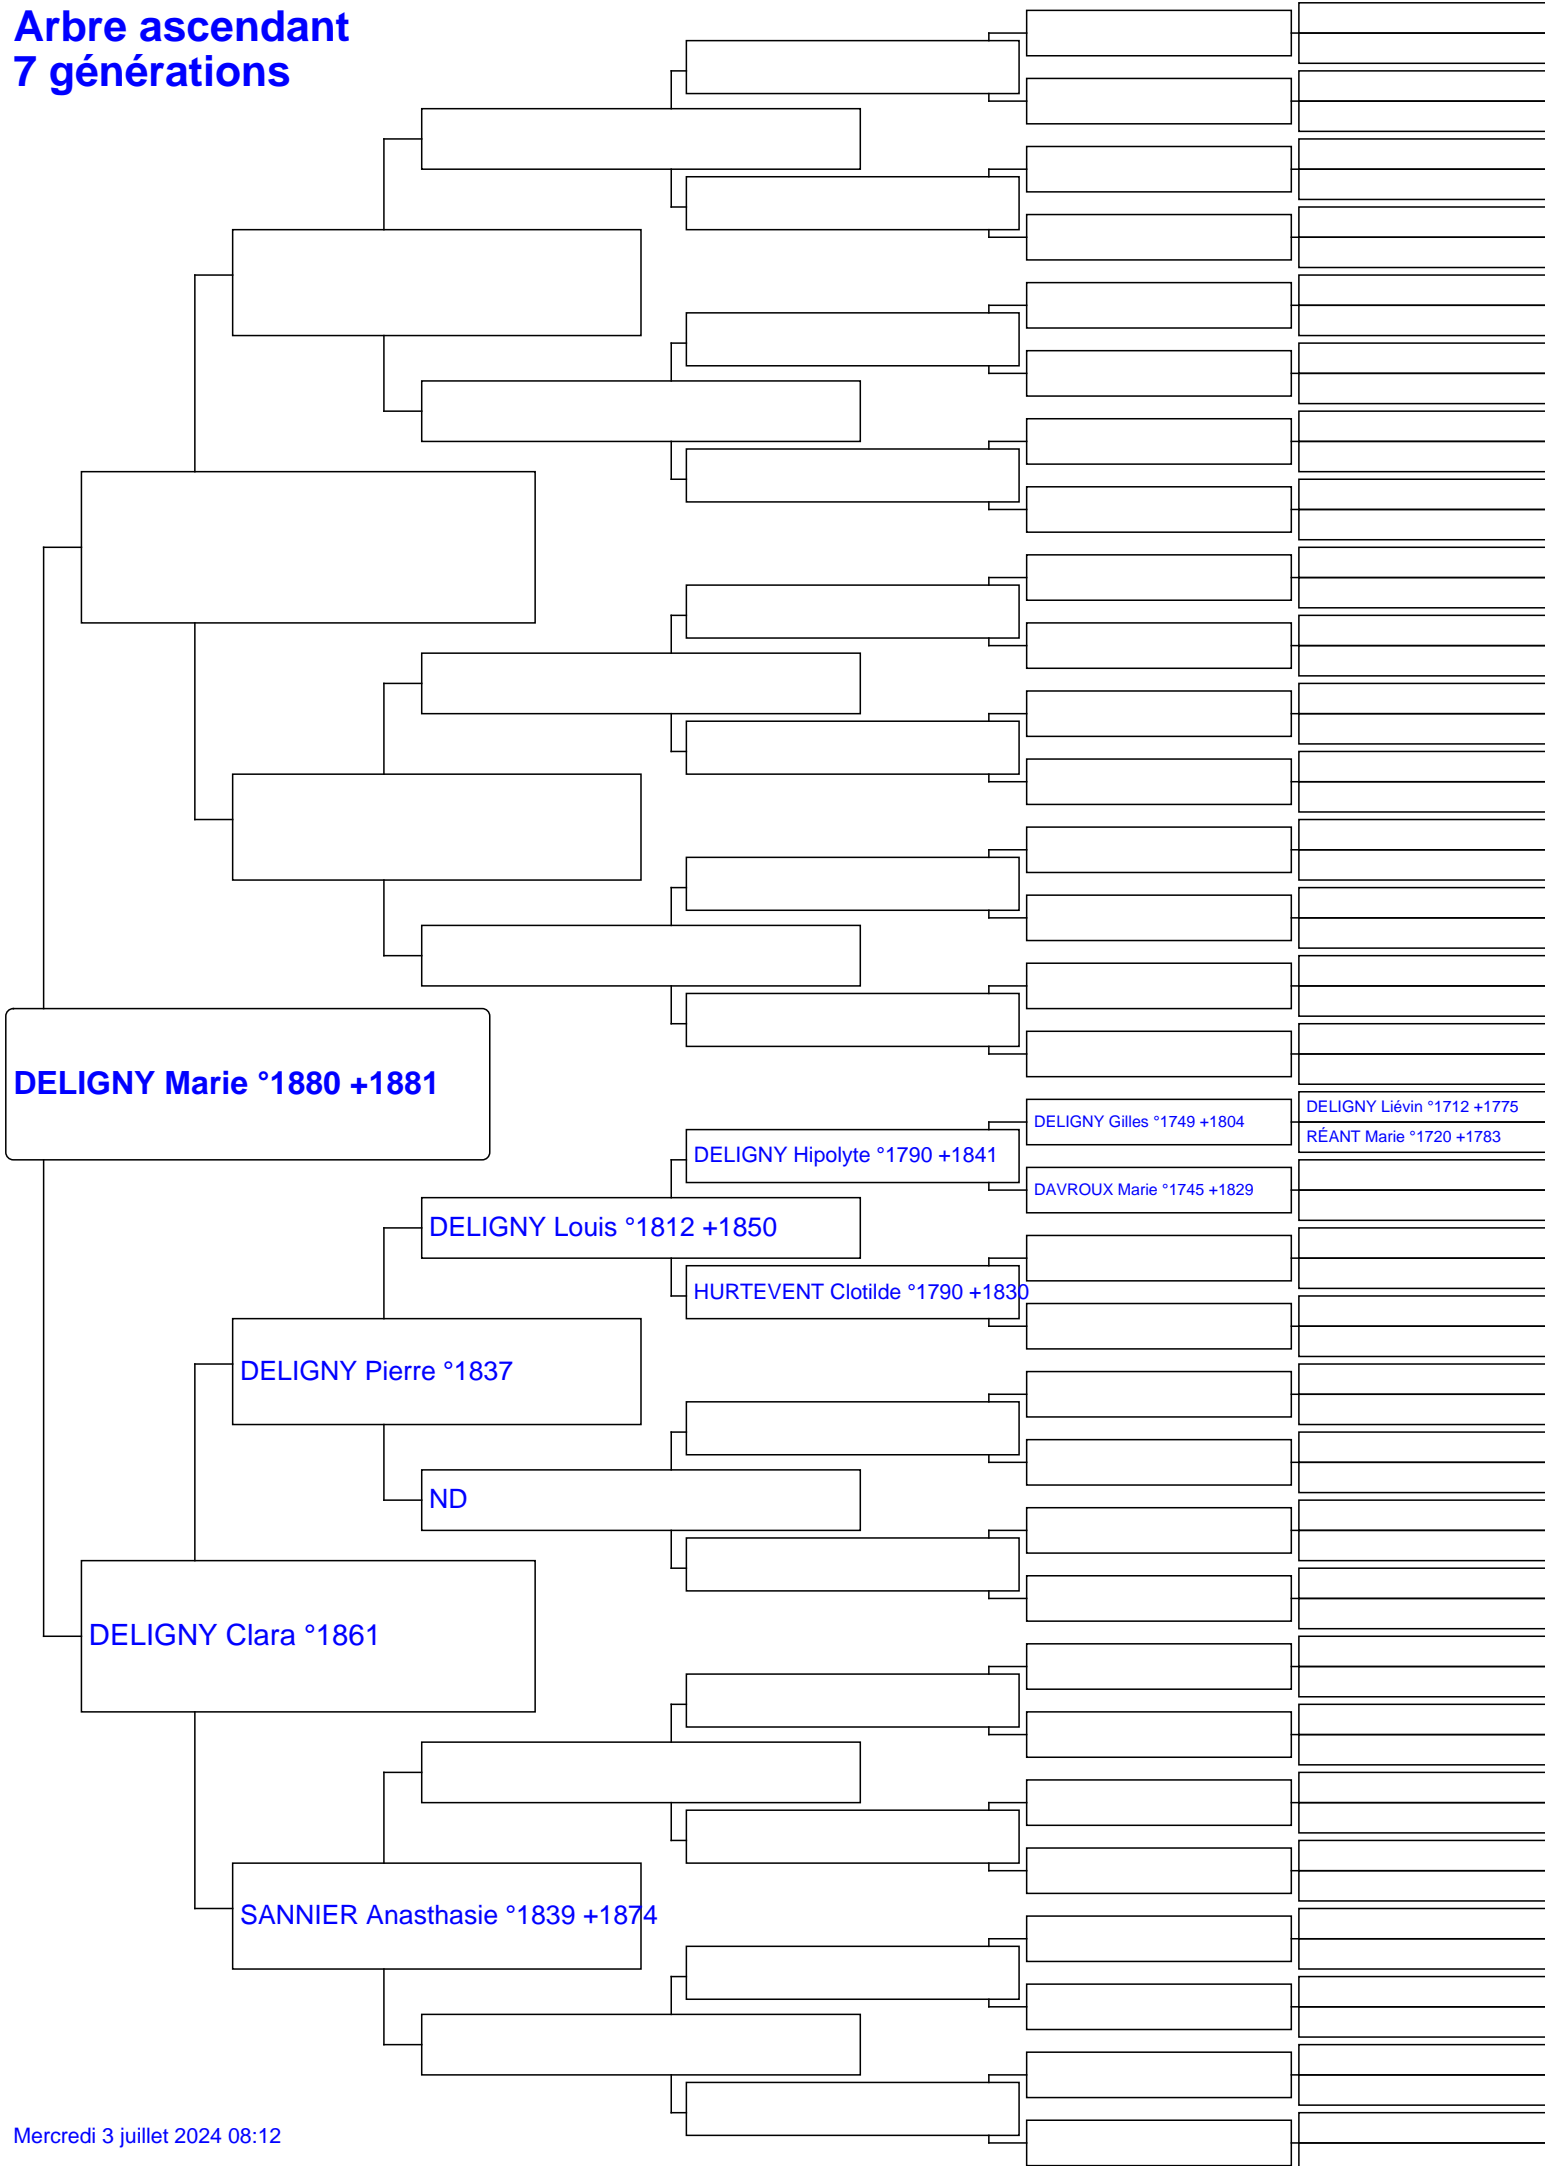 Arbre ascendant
7 générations
DELIGNY Marie °1880 +1881
DELIGNY Liévin °1712 +1775
DELIGNY Gilles °1749 +1804
RÉANT Marie °1720 +1783
DELIGNY Hipolyte °1790 +1841
DAVROUX Marie °1745 +1829
DELIGNY Louis °1812 +1850
HURTEVENT Clotilde °1790 +1830
DELIGNY Pierre °1837
ND
DELIGNY Clara °1861
SANNIER Anasthasie °1839 +1874
Mercredi 3 juillet 2024 08:12